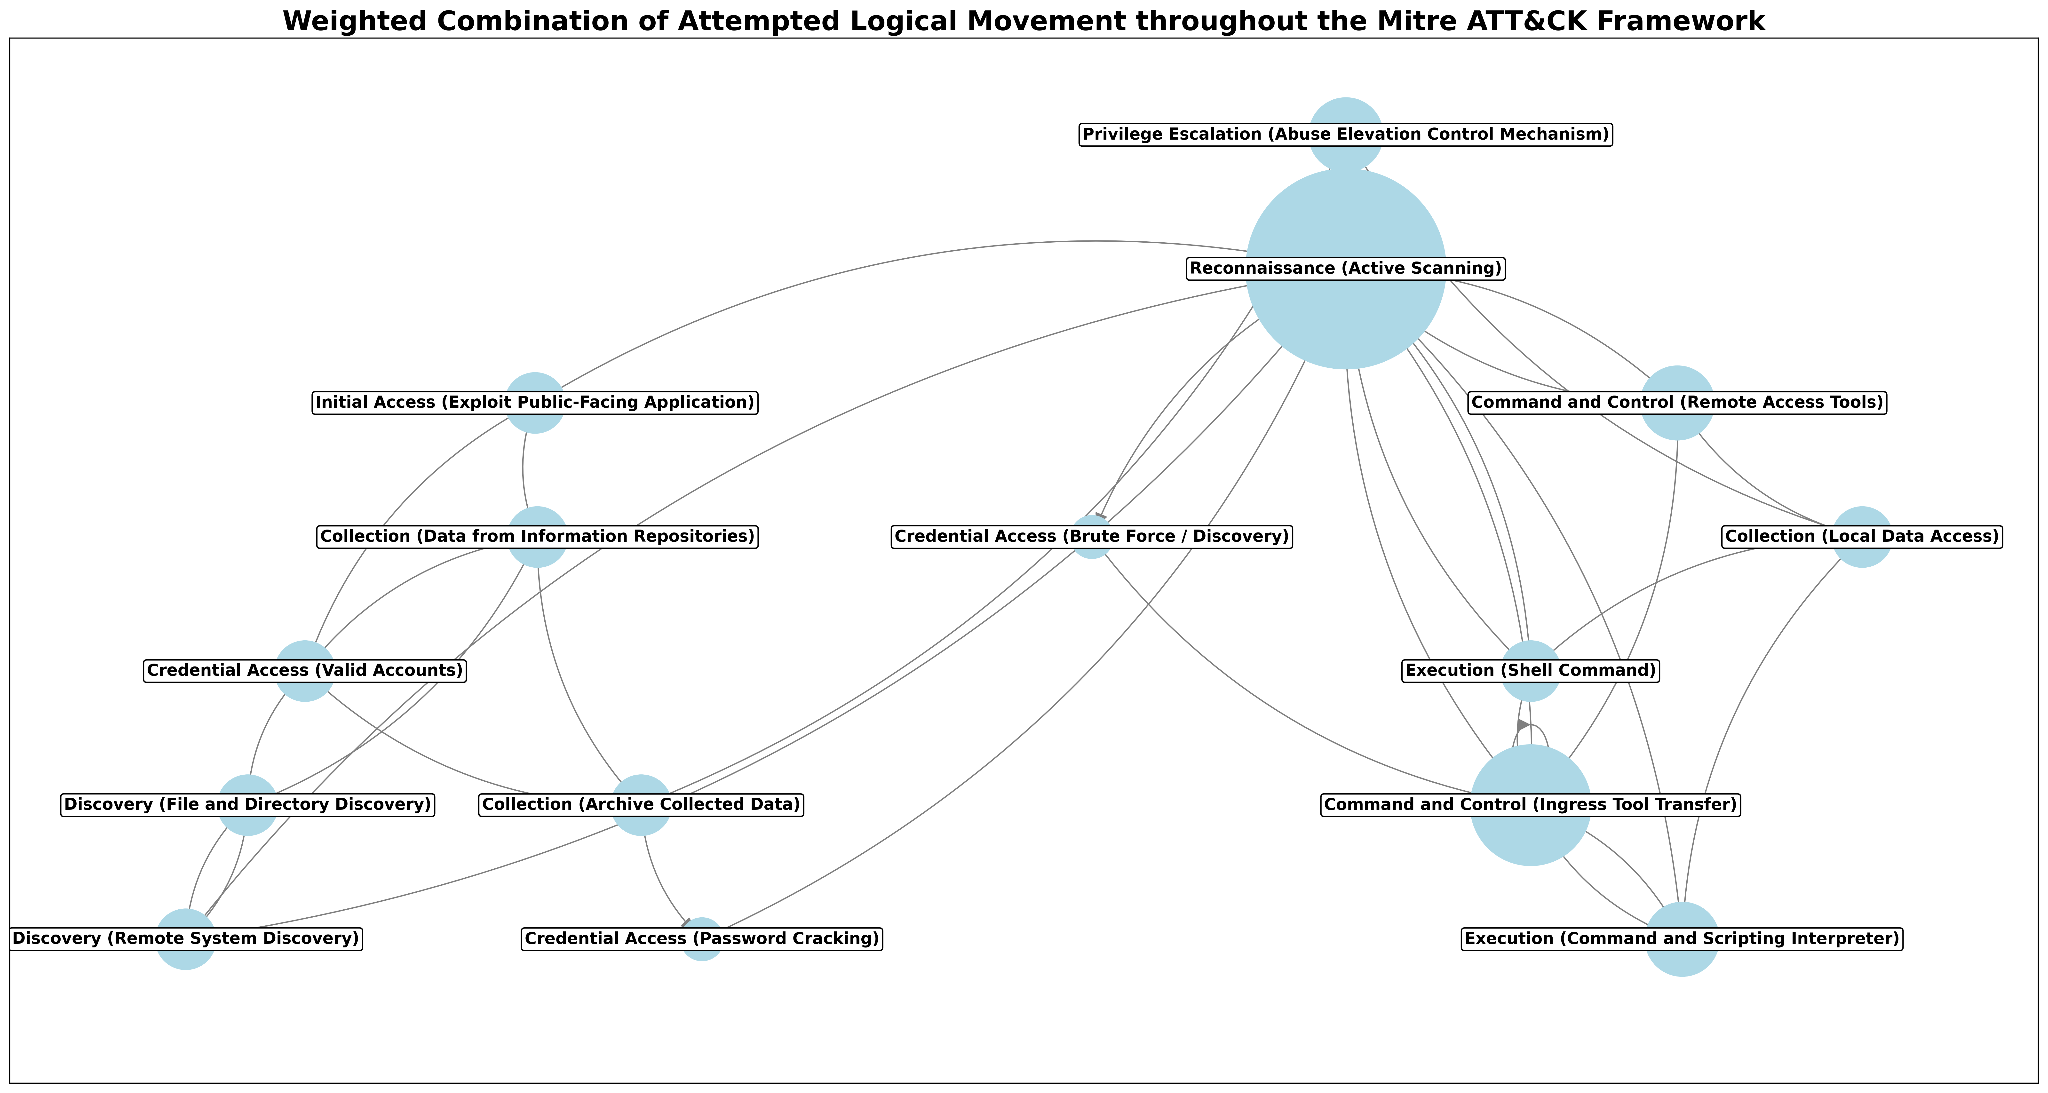 Weighted Combination of Attempted Logical Movement throughout the Mitre ATT&CK Framework
Privilege Escalation (Abuse Elevation Control Mechanism)
Reconnaissance (Active Scanning)
Initial Access (Exploit Public-Facing Application)
Command and Control (Remote Access Tools)
Collection (Data from Information Repositories)
Credential Access (Brute Force / Discovery)
Collection (Local Data Access)
Credential Access (Valid Accounts)
Execution (Shell Command)
Discovery (File and Directory Discovery)
Collection (Archive Collected Data)
Command and Control (Ingress Tool Transfer)
Discovery (Remote System Discovery)
Credential Access (Password Cracking)
Execution (Command and Scripting Interpreter)